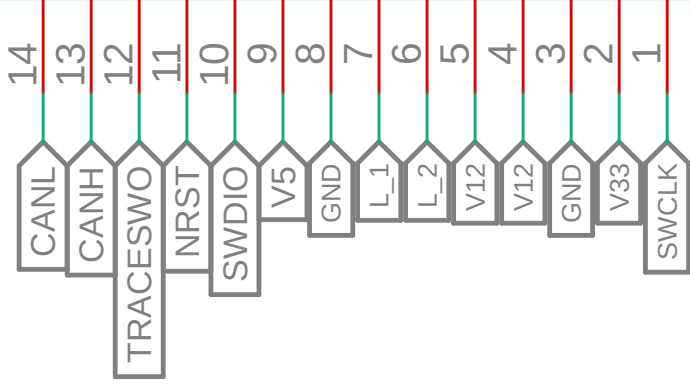 14 13 12 11 10 9 8 7 6 5 4 3 2 1
CANL
CANH
TRACESWO
NRST
SWDIO
V5
GND
L_1
L_2
V12
V12
GND
V33
SWCLK